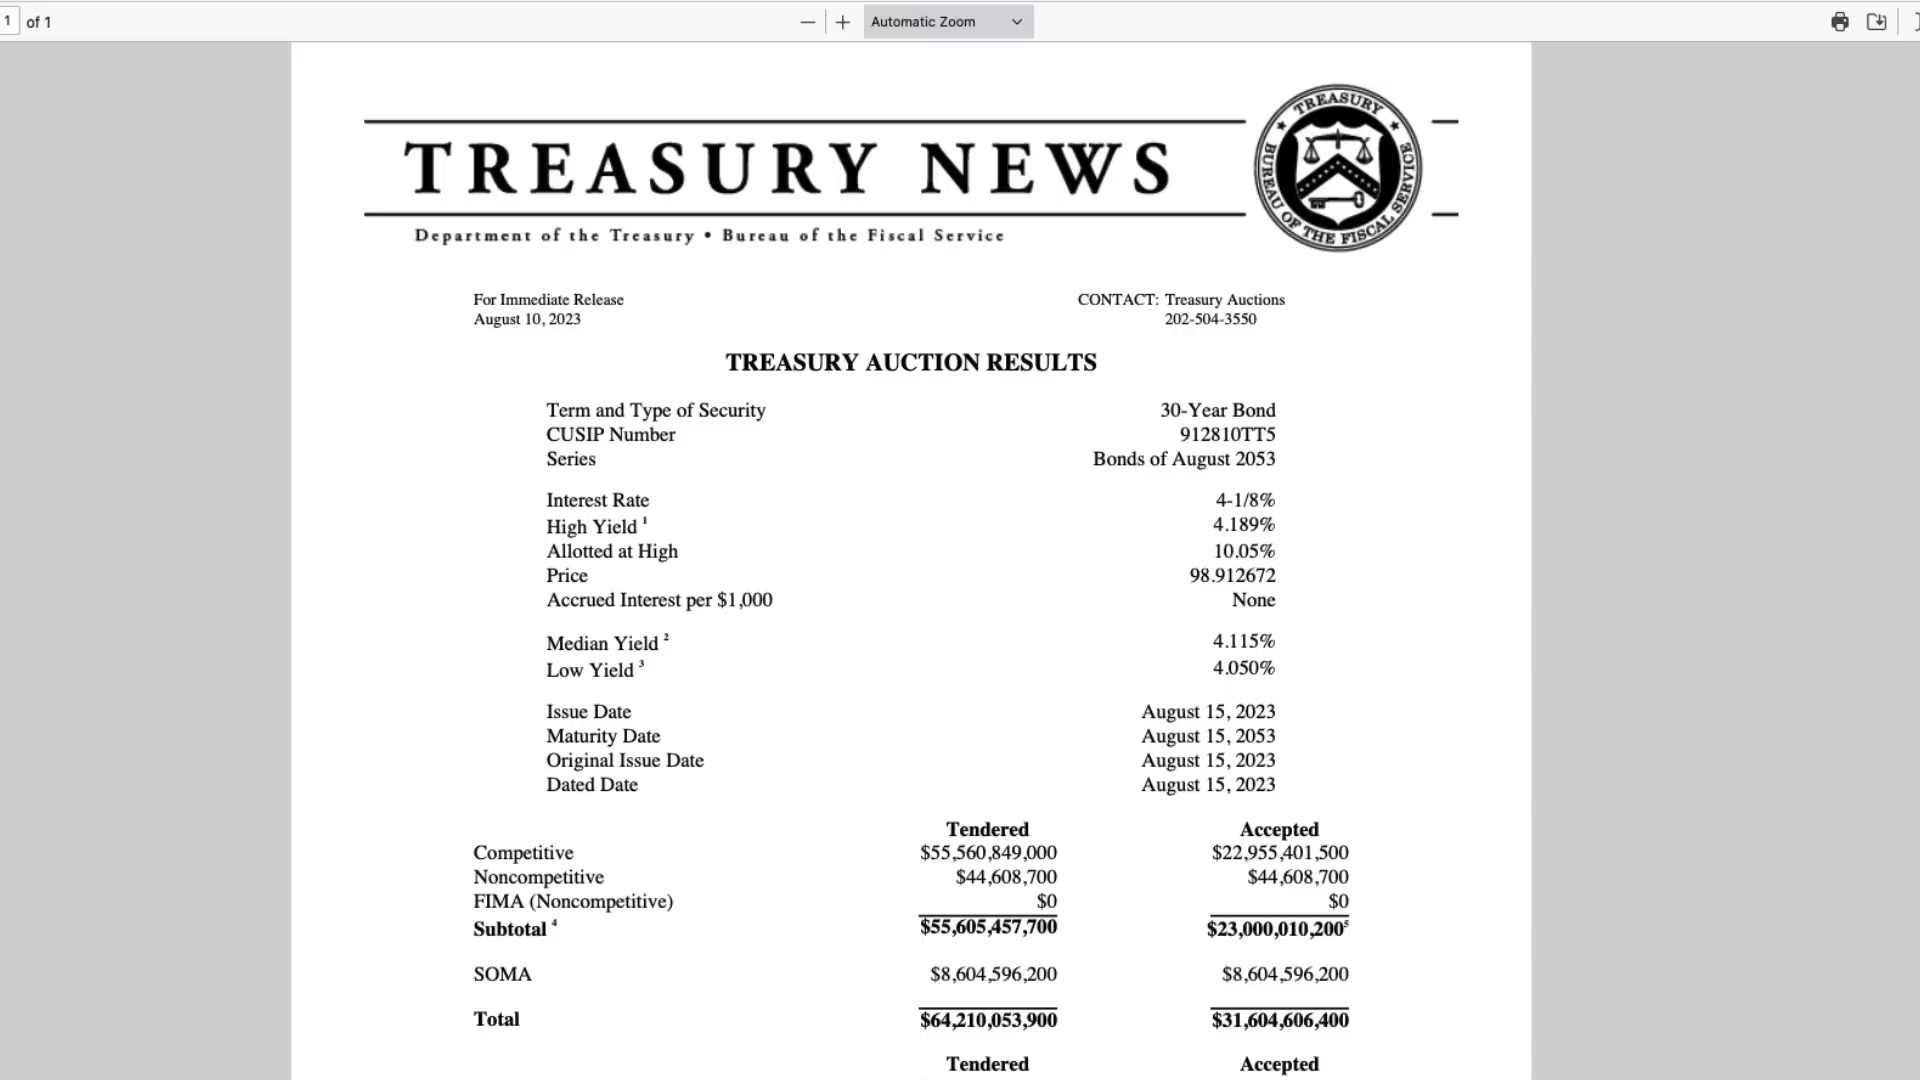 1 of 1
Automatic Zoom
TREASURY NEWS
TREASURY
BUREAU OF THE FISCAL SERVICE
Department of the Treasury • Bureau of the Fiscal Service
For Immediate Release CONTACT: Treasury Auctions
August 10, 2023 202-504-3550
TREASURY AUCTION RESULTS
Term and Type of Security 30-Year Bond
CUSIP Number 912810TT5
Series Bonds of August 2053
Interest Rate 4-1/8%
High Yield ¹ 4.189%
Allotted at High 10.05%
Price 98.912672
Accrued Interest per $1,000 None
Median Yield ² 4.115%
Low Yield ³ 4.050%
Issue Date August 15, 2023
Maturity Date August 15, 2053
Original Issue Date August 15, 2023
Dated Date August 15, 2023
Tendered Accepted
Competitive $55,560,849,000 $22,955,401,500
Noncompetitive $44,608,700 $44,608,700
FIMA (Noncompetitive) $0 $0
Subtotal ⁴ $55,605,457,700 $23,000,010,200⁵
SOMA $8,604,596,200 $8,604,596,200
Total $64,210,053,900 $31,604,606,400
Tendered Accepted